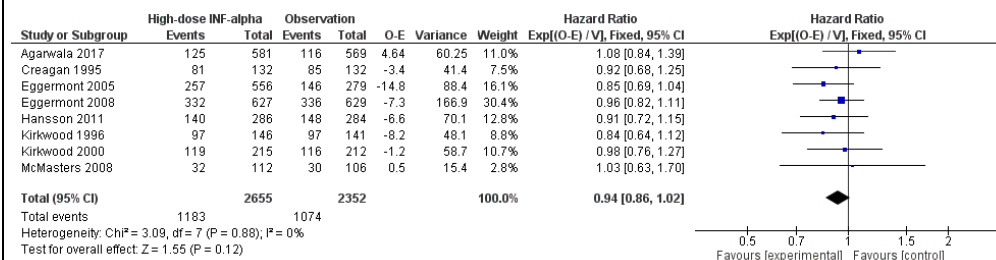 High-dose INF-alpha Observation Hazard Ratio Hazard Ratio
Study or Subgroup Events Total Events Total O-E Variance Weight Exp[(O-E) / V], Fixed, 95% CI Exp[(O-E) / V], Fixed, 95% CI
Agarwala 2017 125 581 116 569 4.64 60.25 11.0% 1.08 [0.84, 1.39]
Creagan 1995 81 132 85 132 -3.4 41.4 7.5% 0.92 [0.68, 1.25]
Eggermont 2005 257 556 146 279 -14.8 88.4 16.1% 0.85 [0.69, 1.04]
Eggermont 2008 332 627 336 629 -7.3 166.9 30.4% 0.96 [0.82, 1.11]
Hansson 2011 140 286 148 284 -6.6 70.1 12.8% 0.91 [0.72, 1.15]
Kirkwood 1996 97 146 97 141 -8.2 48.1 8.8% 0.84 [0.64, 1.12]
Kirkwood 2000 119 215 116 212 -1.2 58.7 10.7% 0.98 [0.76, 1.27]
McMasters 2008 32 112 30 106 0.5 15.4 2.8% 1.03 [0.63, 1.70]
Total (95% CI) 2655 2352 100.0% 0.94 [0.86, 1.02]
Total events 1183 1074
Heterogeneity: Chi² = 3.09, df = 7 (P = 0.88); I² = 0%
Test for overall effect: Z = 1.55 (P = 0.12)
0.5 0.7 1 1.5 2
Favours [experimental] Favours [control]